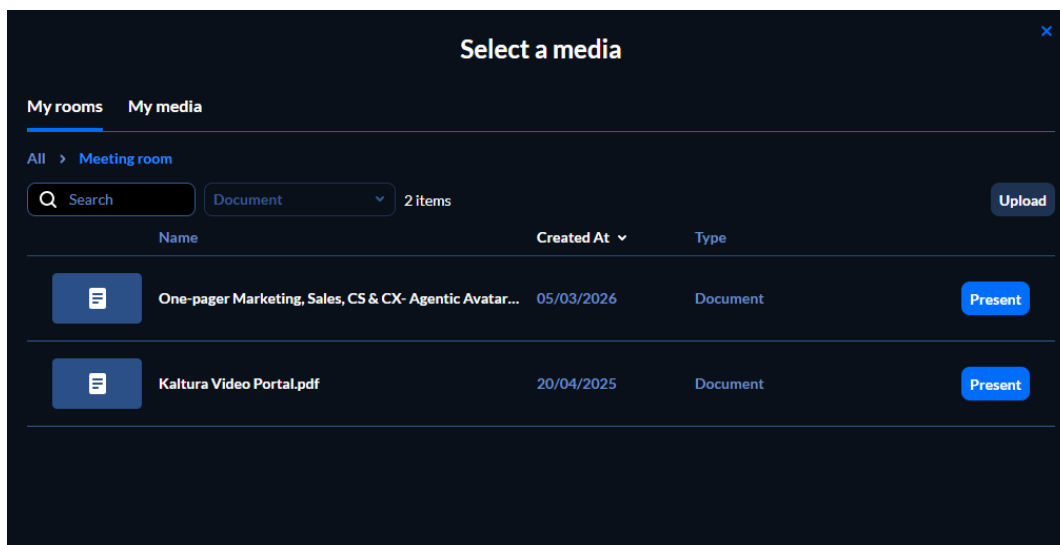 Select a media
×
My rooms My media
All > Meeting room
Search Document 2 items Upload
Name Created At Type
One-pager Marketing, Sales, CS & CX- Agentic Avatar... 05/03/2026 Document Present
Kaltura Video Portal.pdf 20/04/2025 Document Present